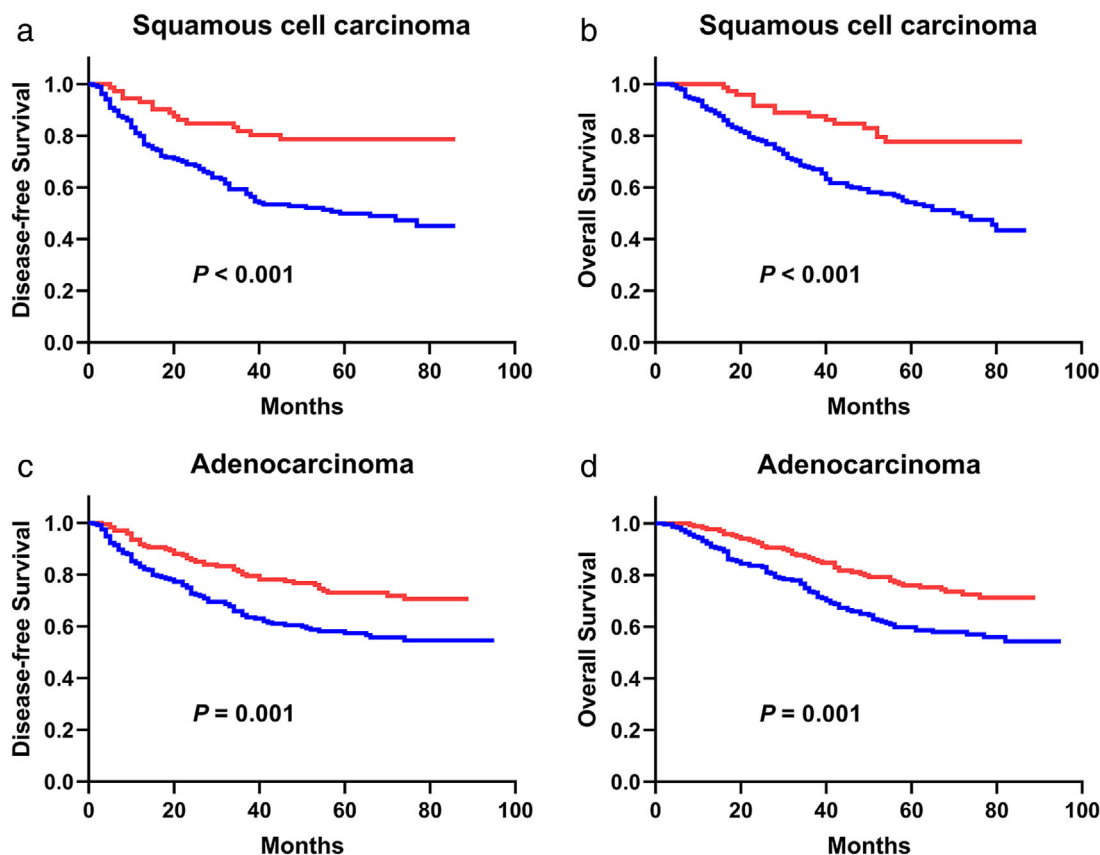 a
Squamous cell carcinoma
Disease-free Survival
1.0
0.8
0.6
0.4
0.2
0.0
P < 0.001
0 20 40 60 80 100
Months
b
Squamous cell carcinoma
Overall Survival
1.0
0.8
0.6
0.4
0.2
0.0
P < 0.001
0 20 40 60 80 100
Months
c
Adenocarcinoma
Disease-free Survival
1.0
0.8
0.6
0.4
0.2
0.0
P = 0.001
0 20 40 60 80 100
Months
d
Adenocarcinoma
Overall Survival
1.0
0.8
0.6
0.4
0.2
0.0
P = 0.001
0 20 40 60 80 100
Months